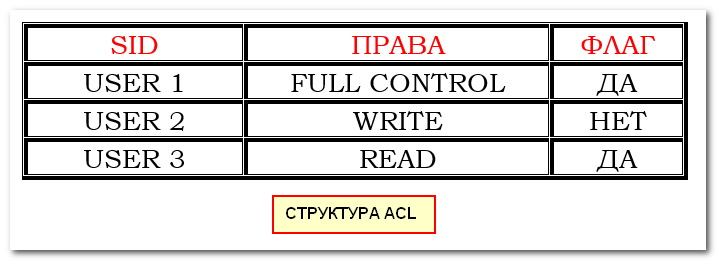 SID ПРАВА ФЛАГ
USER 1 FULL CONTROL ДА
USER 2 WRITE НЕТ
USER 3 READ ДА
СТРУКТУРА ACL